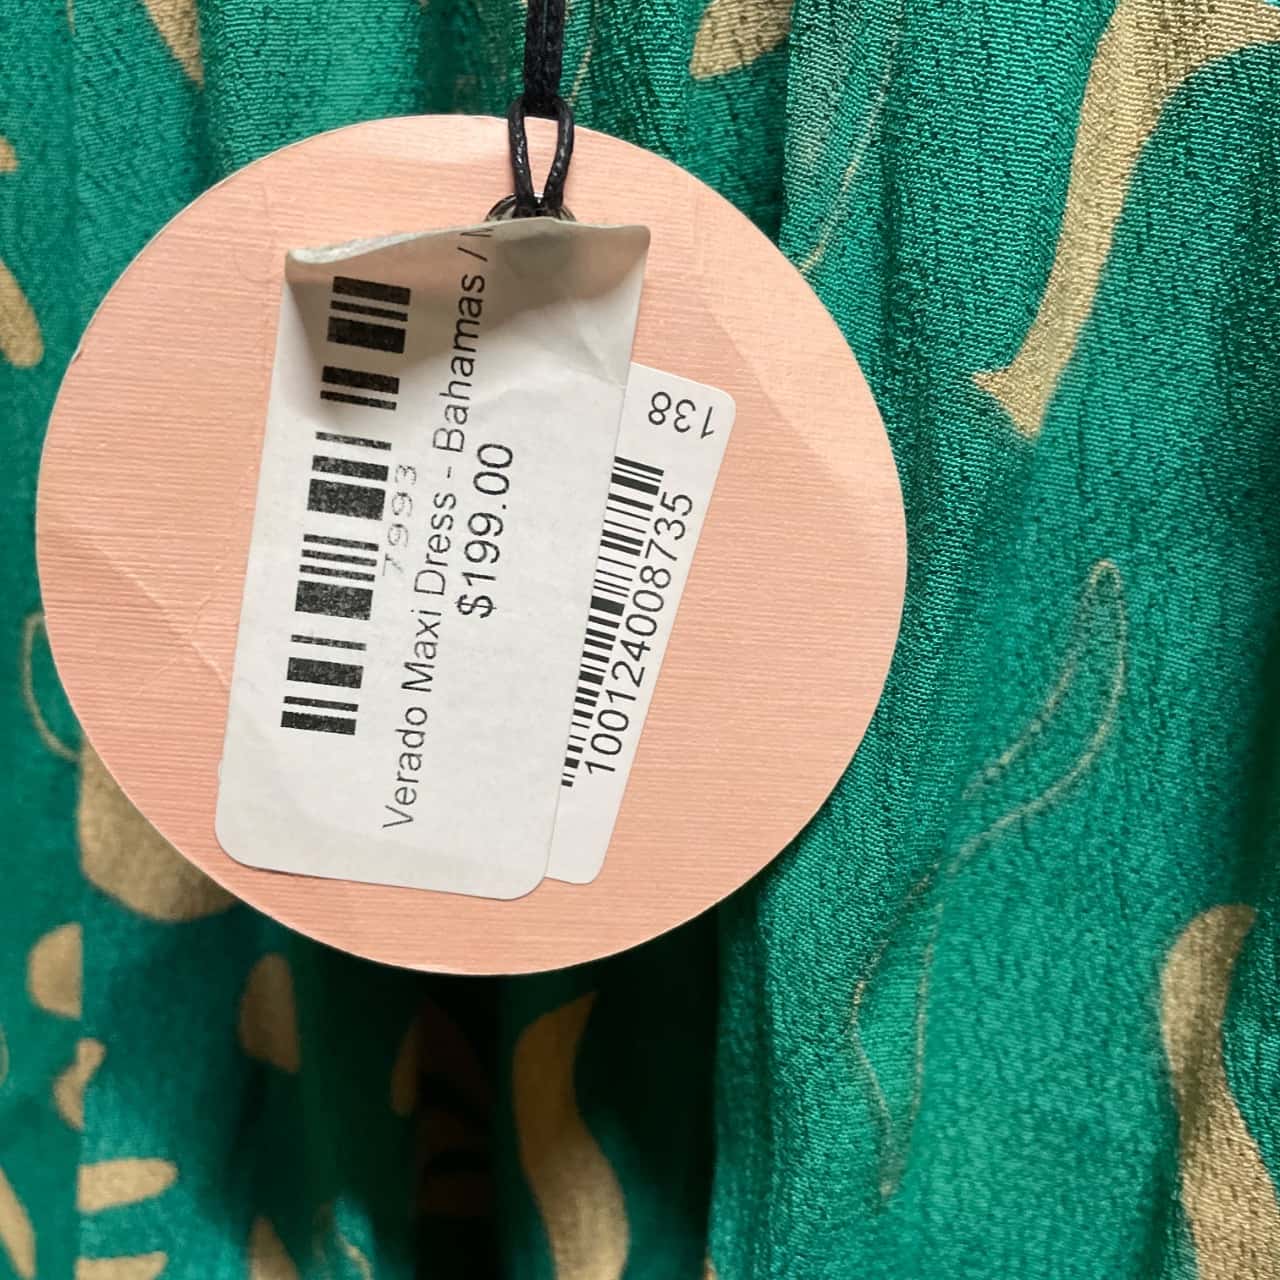 7993
Verado Maxi Dress - Bahamas / M
$199.00
138
1001240008735